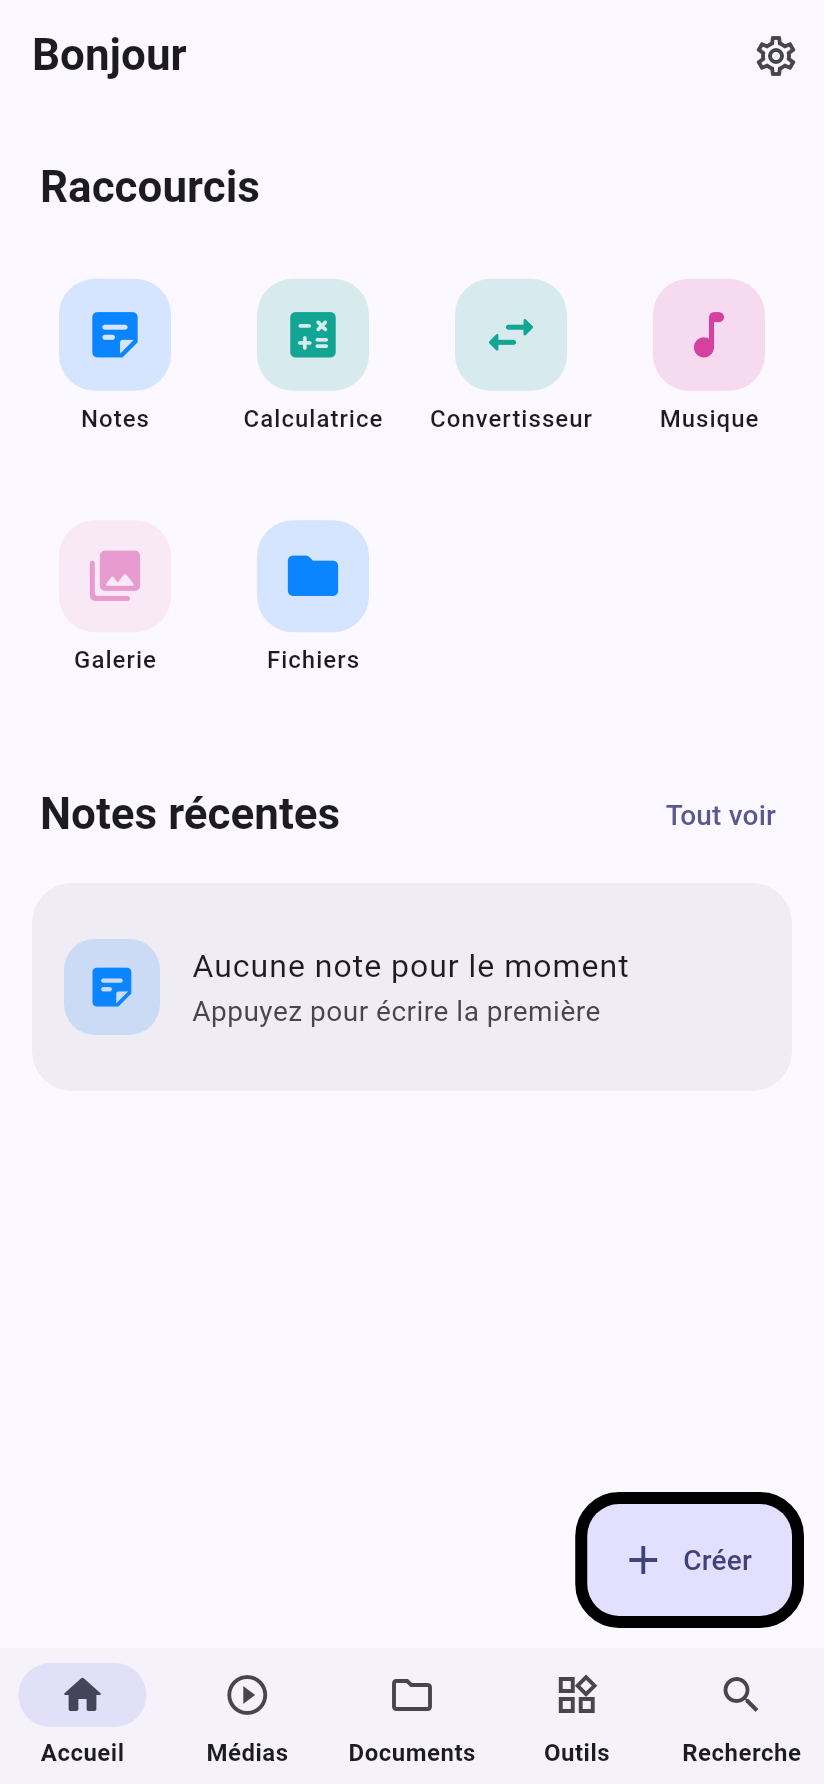 Bonjour
Raccourcis
Notes
Calculatrice
Convertisseur
Musique
Galerie
Fichiers
Notes récentes
Tout voir
Aucune note pour le moment
Appuyez pour écrire la première
Créer
Accueil
Médias
Documents
Outils
Recherche